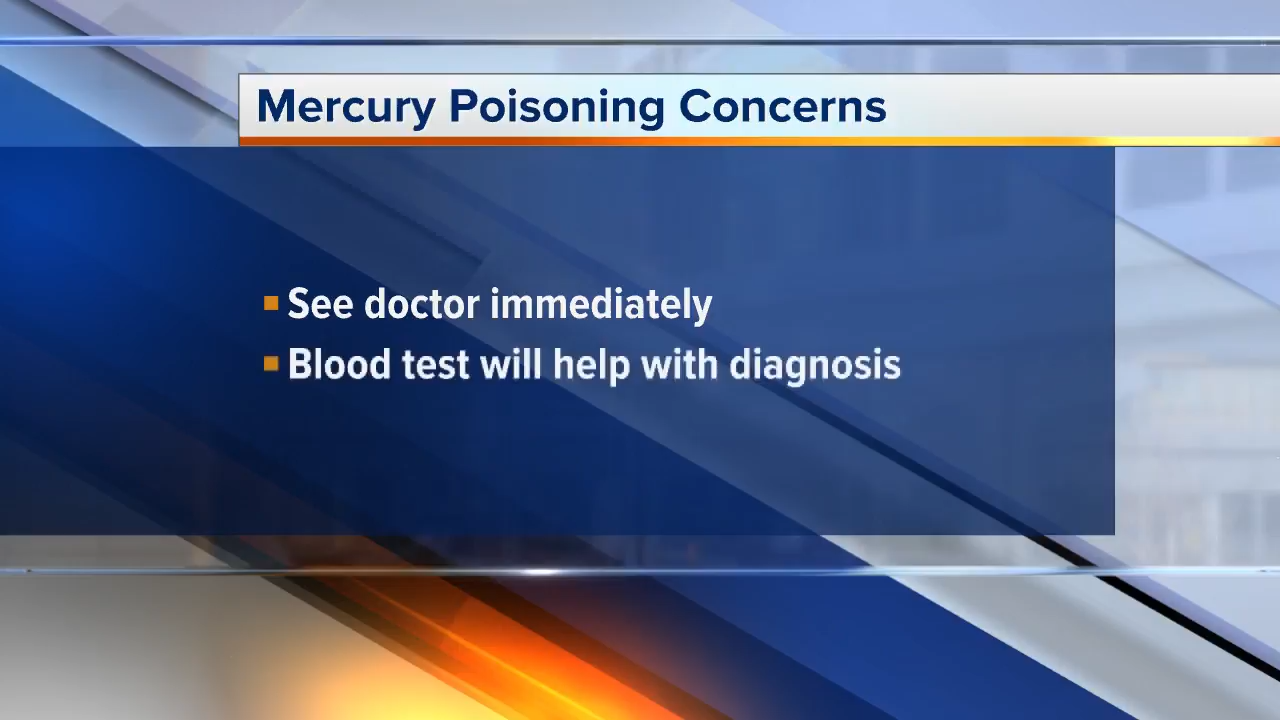 Mercury Poisoning Concerns
See doctor immediately
Blood test will help with diagnosis